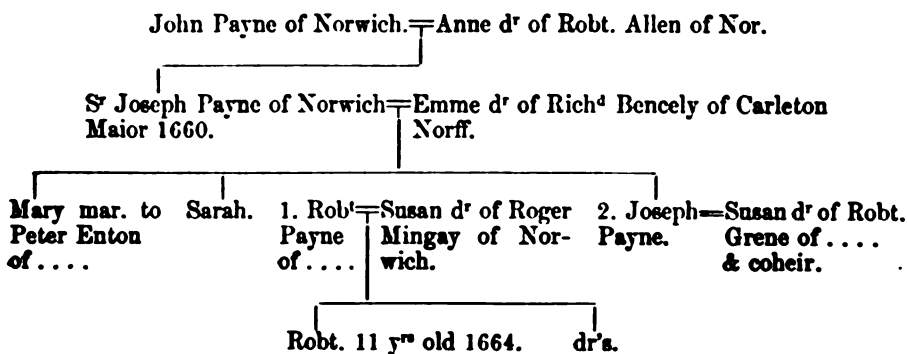 John Payne of Norwich. Anne dʳ of Robt. Allen of Nor.
Sʳ Joseph Payne of Norwich Emme dʳ of Richᵈ Bencely of Carleton
Maior 1660. Norff.
Mary mar. to Sarah. 1. Robᵗ Susan dʳ of Roger 2. Joseph Susan dʳ of Robt.
Peter Enton Payne Mingay of Nor- Payne. Grene of ....
of .... of .... wich. & coheir.
Robt. 11 yʳˢ old 1664. dr's.